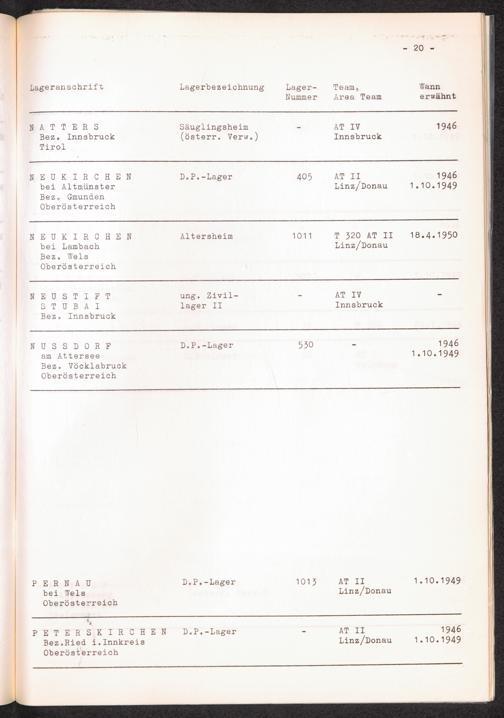 - 20 -
Lageranschrift Lagerbezeichnung Lager- Team, Wann
Nummer Area Team erwähnt
N A T T E R S Säuglingsheim - AT IV 1946
Bez. Innsbruck (österr. Verw.) Innsbruck
Tirol
N E U K I R C H E N D.P.-Lager 405 AT II 1946
bei Altmünster Linz/Donau 1.10.1949
Bez. Gmunden
Oberösterreich
N E U K I R C H E N Altersheim 1011 T 320 AT II 18.4.1950
bei Lambach Linz/Donau
Bez. Wels
Oberösterreich
N E U S T I F T ung. Zivil- - AT IV -
S T U B A I lager II Innsbruck
Bez. Innsbruck
N U S S D O R F D.P.-Lager 530 - 1946
am Attersee 1.10.1949
Bez. Vöcklabruck
Oberösterreich
P E R N A U D.P.-Lager 1013 AT II 1.10.1949
bei Wels Linz/Donau
Oberösterreich
P E T E R S K I R C H E N D.P.-Lager - AT II 1946
Bez.Ried i.Innkreis Linz/Donau 1.10.1949
Oberösterreich